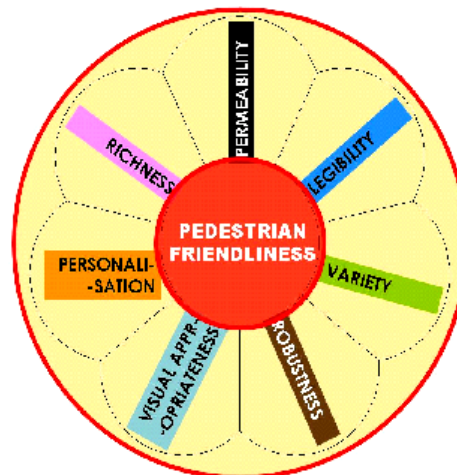 PERMEABILITY
LEGIBILITY
VARIETY
ROBUSTNESS
VISUAL APPR-
-OPRIATENESS
PERSONALI-
-SATION
RICHNESS
PEDESTRIAN
FRIENDLINESS